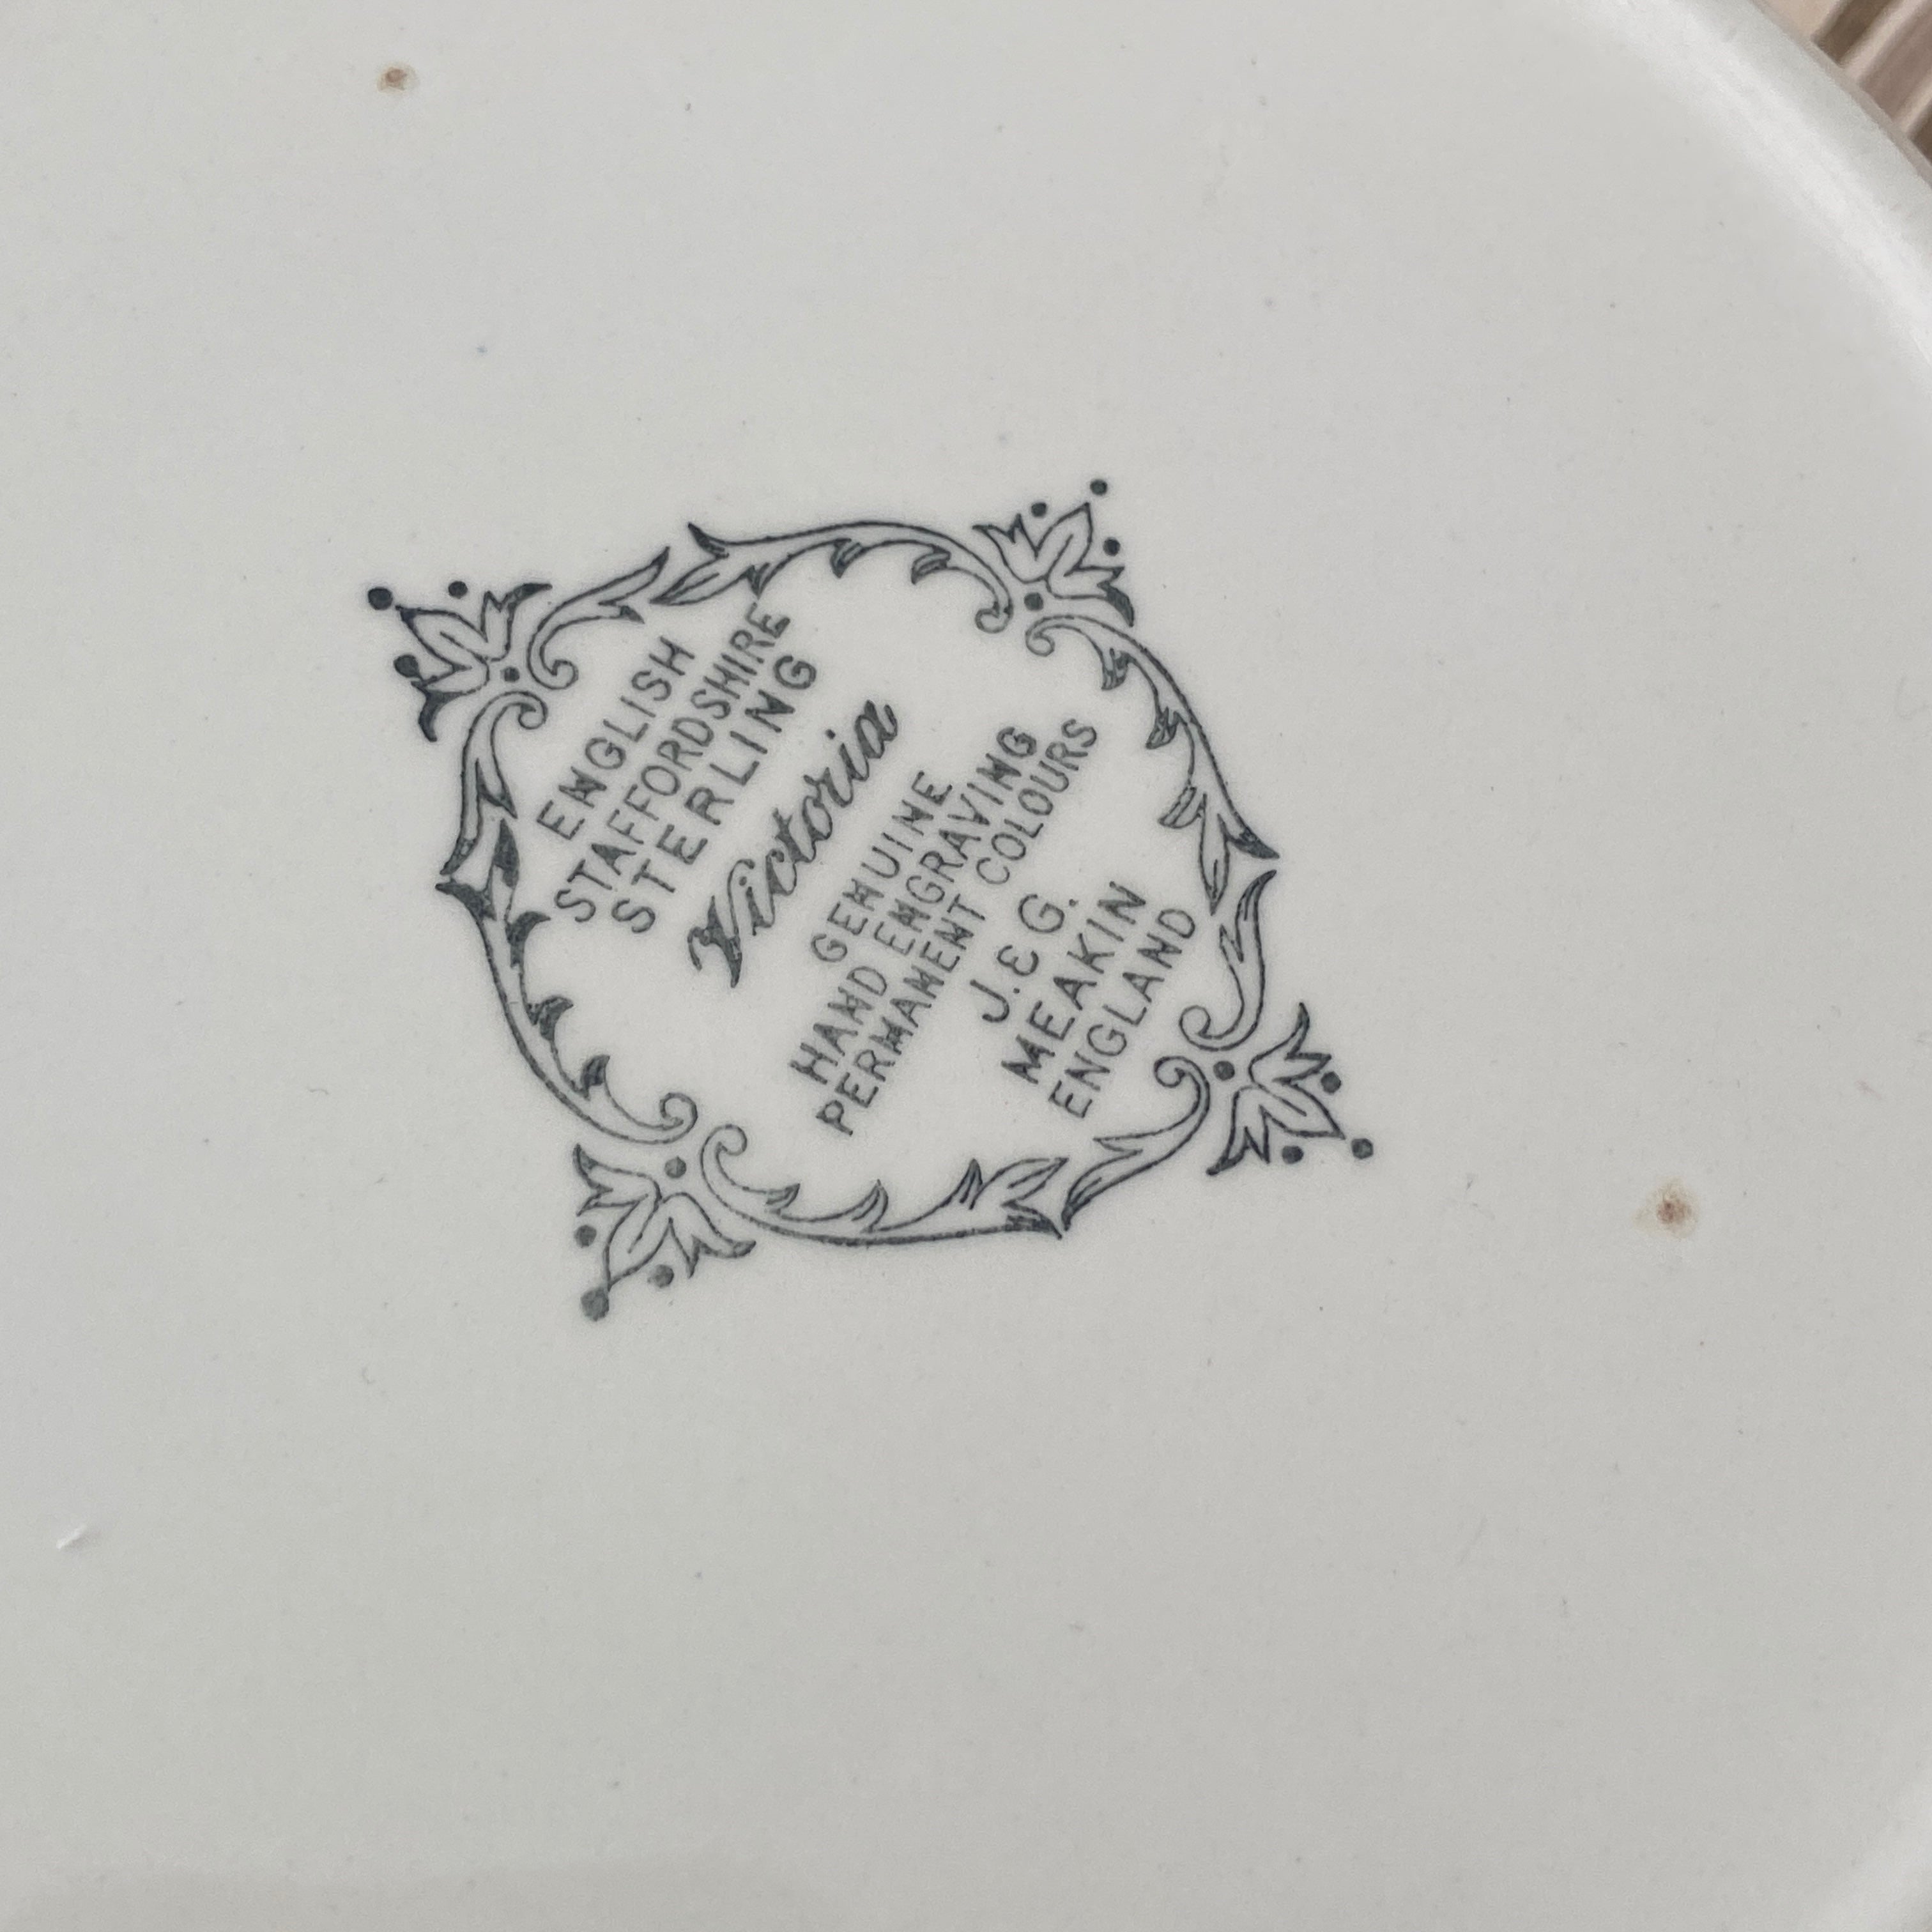 ENGLISH
STAFFORDSHIRE
STERLING
Victoria
GENUINE
HAND ENGRAVING
PERMANENT COLOURS
J. & G.
MEAKIN
ENGLAND